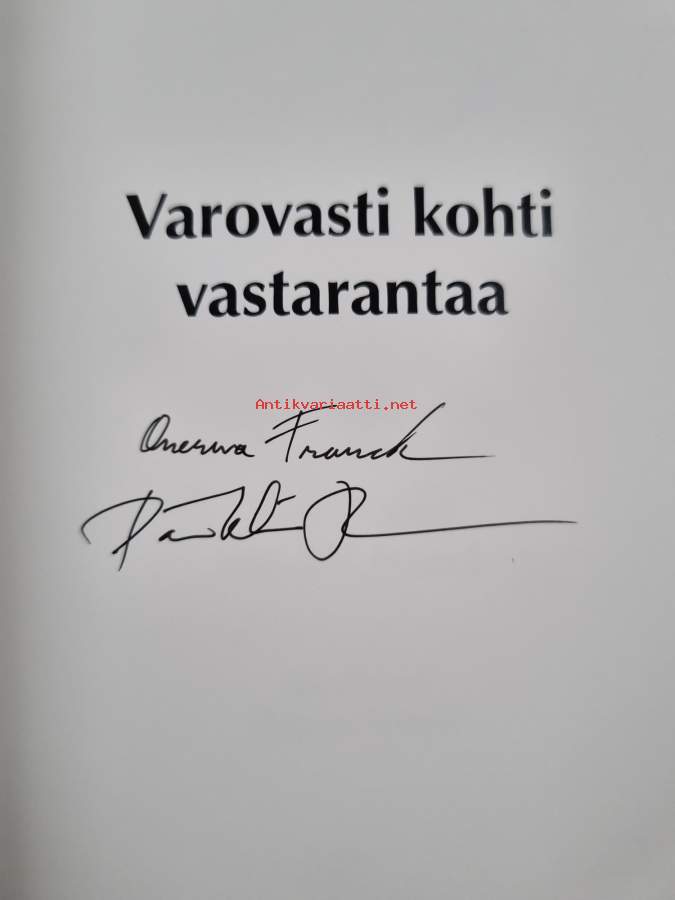 Varovasti kohti
vastarantaa
Antikvariaatti.net
Onerva Franck